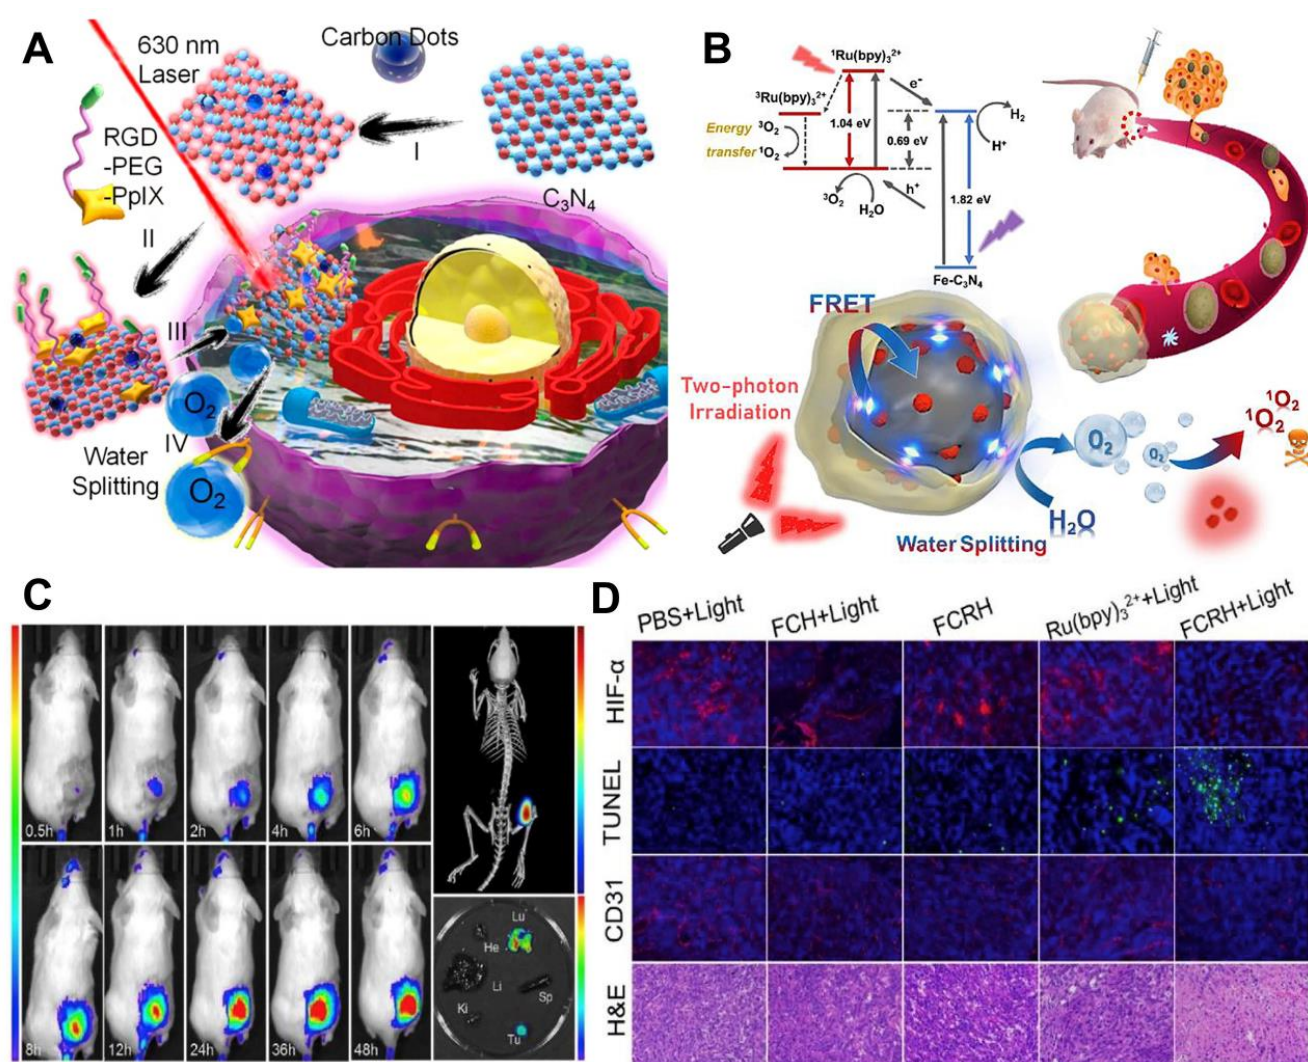 A
630 nm
Laser
Carbon Dots
RGD
-PEG
-PpIX
I
C₃N₄
II
III
O₂
IV
Water
Splitting
O₂
B
¹Ru(bpy)₃²⁺
e⁻
³Ru(bpy)₃²⁺
H₂
H⁺
Energy
transfer
³O₂
¹O₂
1.04 eV
0.69 eV
³O₂
H₂O
h⁺
1.82 eV
Fe-C₃N₄
FRET
Two-photon
Irradiation
O₂
O₂
¹O₂
¹O₂
H₂O
Water Splitting
C
0.5h
1h
2h
4h
6h
8h
12h
24h
36h
48h
Lu
He
Li
Sp
Ki
Tu
D
PBS+Light
FCH+Light
FCRH
Ru(bpy)₃²⁺+Light
FCRH+Light
HIF-α
TUNEL
CD31
H&E